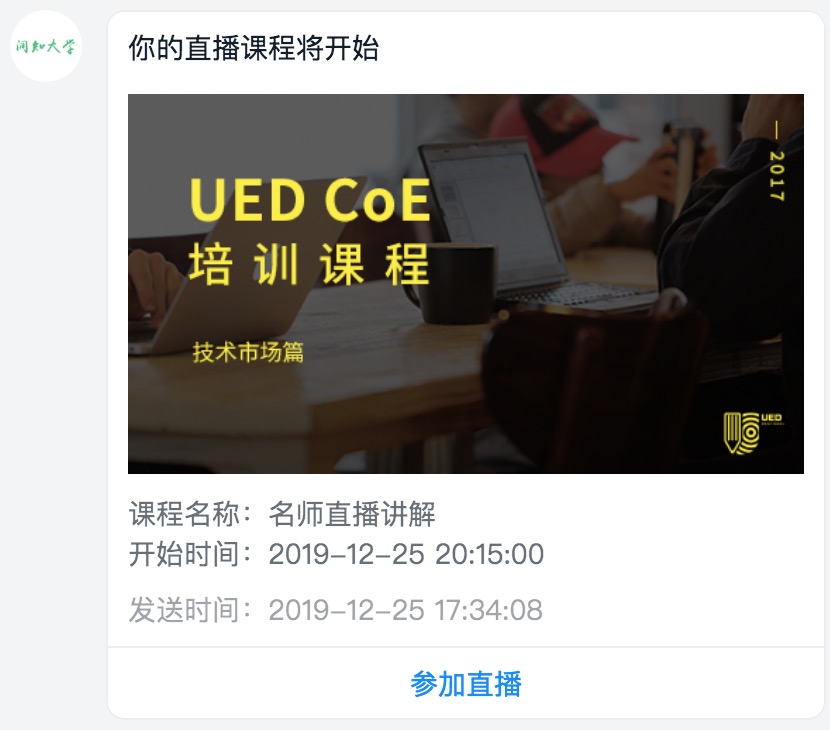 问知大学
你的直播课程将开始
— 2017
UED CoE
培训课程
技术市场篇
UED
课程名称：名师直播讲解
开始时间：2019-12-25 20:15:00
发送时间：2019-12-25 17:34:08
参加直播